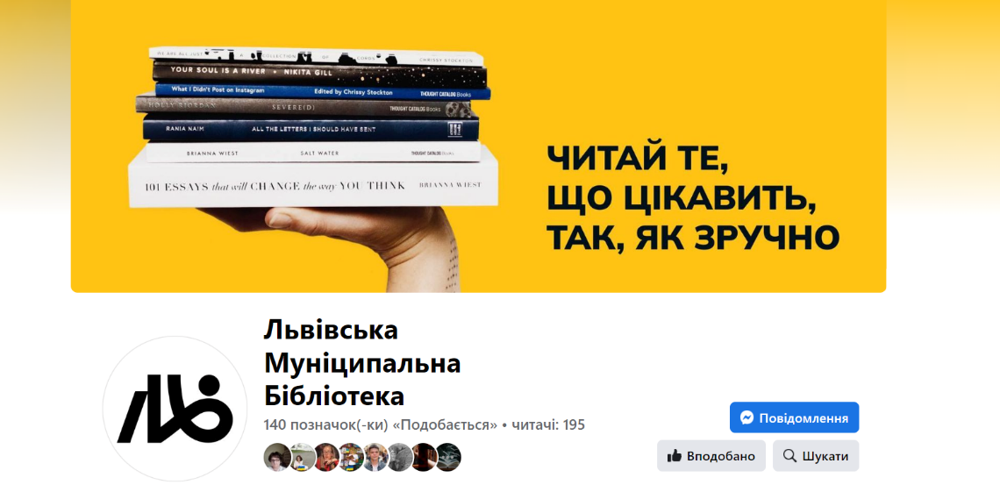 WE ARE ALL JUST A COLLECTION OF CORDS CHRISSY STOCKTON
YOUR SOUL IS A RIVER • NIKITA GILL
What I Didn't Post on Instagram Edited by Chrissy Stockton THOUGHT CATALOG Books
HOLLY RIORDAN SEVERE(D) THOUGHT CATALOG Books
RANIA NAIM ALL THE LETTERS I SHOULD HAVE SENT
BRIANNA WIEST SALT WATER THOUGHT CATALOG Books
101 ESSAYS that will CHANGE the way YOU THINK BRIANNA WIEST
ЧИТАЙ ТЕ,
ЩО ЦІКАВИТЬ,
ТАК, ЯК ЗРУЧНО
Львівська
Муніципальна
Бібліотека
140 позначок(-ки) «Подобається» • читачі: 195
Повідомлення
Вподобано
Шукати